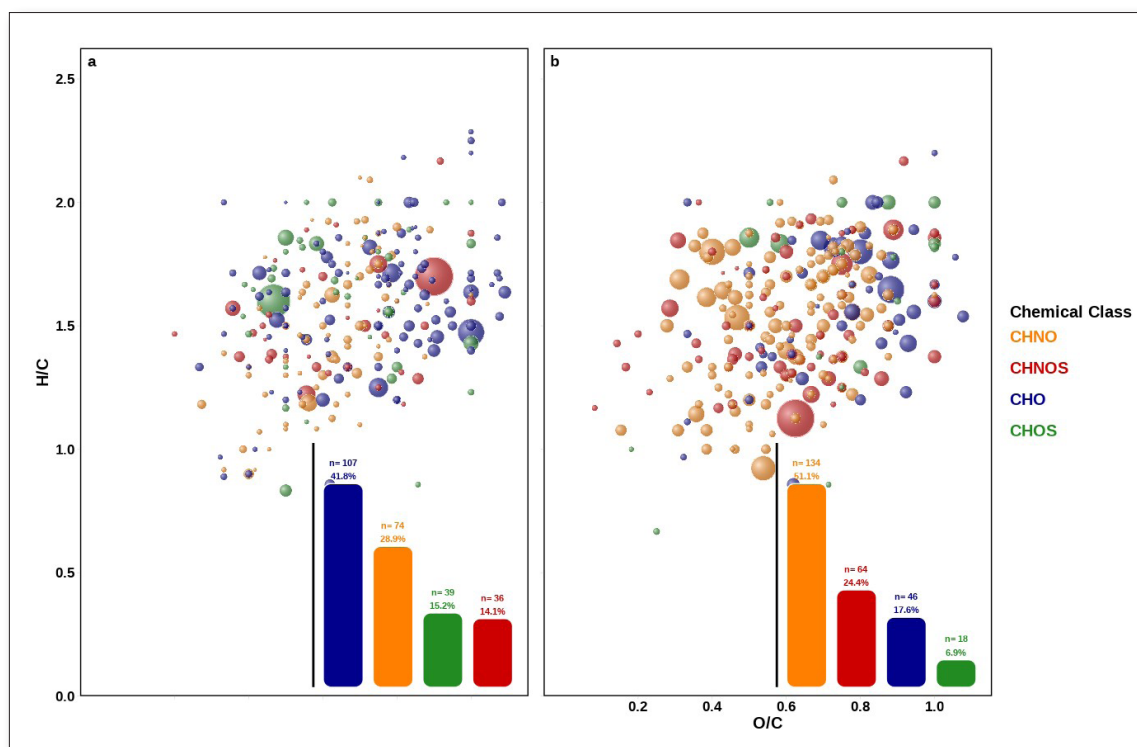 a
b
2.5
2.0
1.5
1.0
0.5
0.0
H/C
n= 107
41.8%
n= 74
28.9%
n= 39
15.2%
n= 36
14.1%
n= 134
51.1%
n= 64
24.4%
n= 46
17.6%
n= 18
6.9%
0.2 0.4 0.6 0.8 1.0
O/C
Chemical Class
CHNO
CHNOS
CHO
CHOS